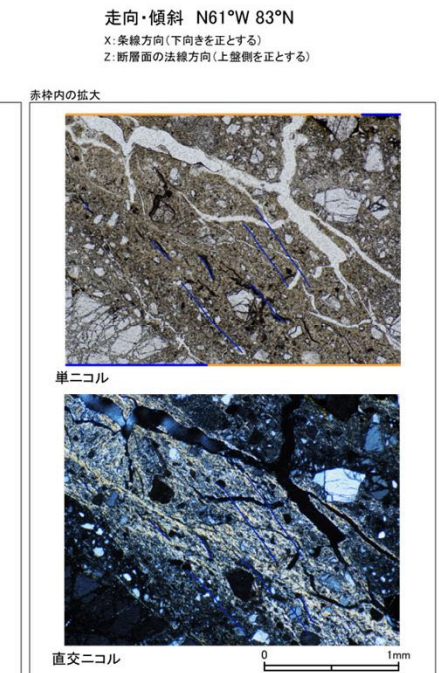 走向・傾斜 N61°W 83°N
X:条線方向(下向きを正とする)
Z:断層面の法線方向(上盤側を正とする)
赤枠内の拡大
単ニコル
直交ニコル
0 1mm